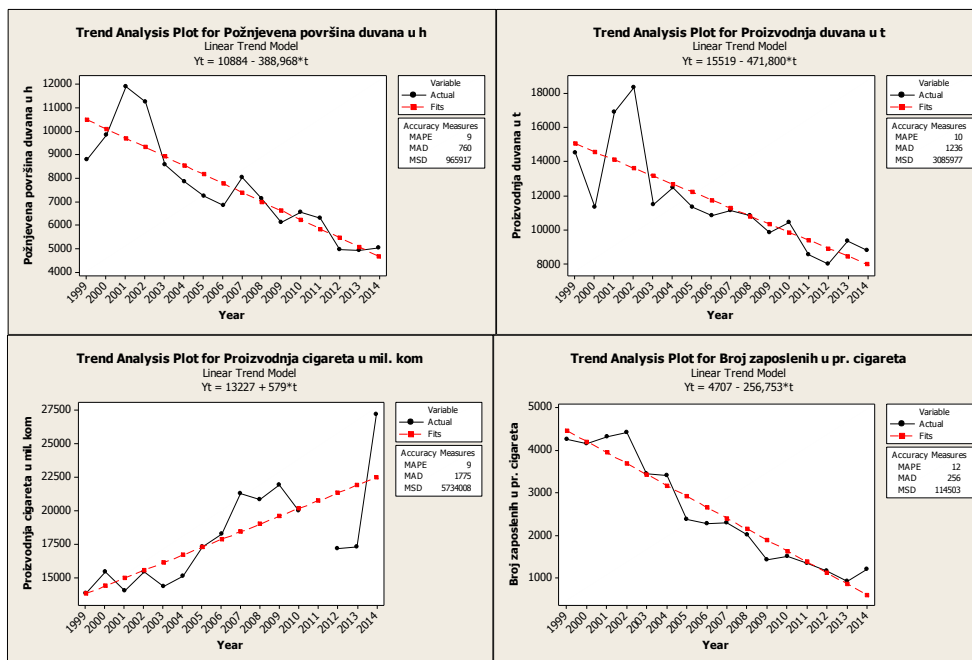 Trend Analysis Plot for Požnjevena površina duvana u h
Linear Trend Model
Yt = 10884 - 388,968*t
Požnjevena površina duvana u h
12000
11000
10000
9000
8000
7000
6000
5000
4000
1999 2000 2001 2002 2003 2004 2005 2006 2007 2008 2009 2010 2011 2012 2013 2014
Year
Variable
Actual
Fits
Accuracy Measures
MAPE 9
MAD 760
MSD 965917
Trend Analysis Plot for Proizvodnja duvana u t
Linear Trend Model
Yt = 15519 - 471,800*t
Proizvodnja duvana u t
18000
16000
14000
12000
10000
8000
1999 2000 2001 2002 2003 2004 2005 2006 2007 2008 2009 2010 2011 2012 2013 2014
Year
Variable
Actual
Fits
Accuracy Measures
MAPE 10
MAD 1236
MSD 3085977
Trend Analysis Plot for Proizvodnja cigareta u mil. kom
Linear Trend Model
Yt = 13227 + 579*t
Proizvodnja cigareta u mil. kom
27500
25000
22500
20000
17500
15000
1999 2000 2001 2002 2003 2004 2005 2006 2007 2008 2009 2010 2011 2012 2013 2014
Year
Variable
Actual
Fits
Accuracy Measures
MAPE 9
MAD 1775
MSD 5734008
Trend Analysis Plot for Broj zaposlenih u pr. cigareta
Linear Trend Model
Yt = 4707 - 256,753*t
Broj zaposlenih u pr. cigareta
5000
4000
3000
2000
1000
1999 2000 2001 2002 2003 2004 2005 2006 2007 2008 2009 2010 2011 2012 2013 2014
Year
Variable
Actual
Fits
Accuracy Measures
MAPE 12
MAD 256
MSD 114503